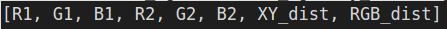 [R1, G1, B1, R2, G2, B2, XY_dist, RGB_dist]